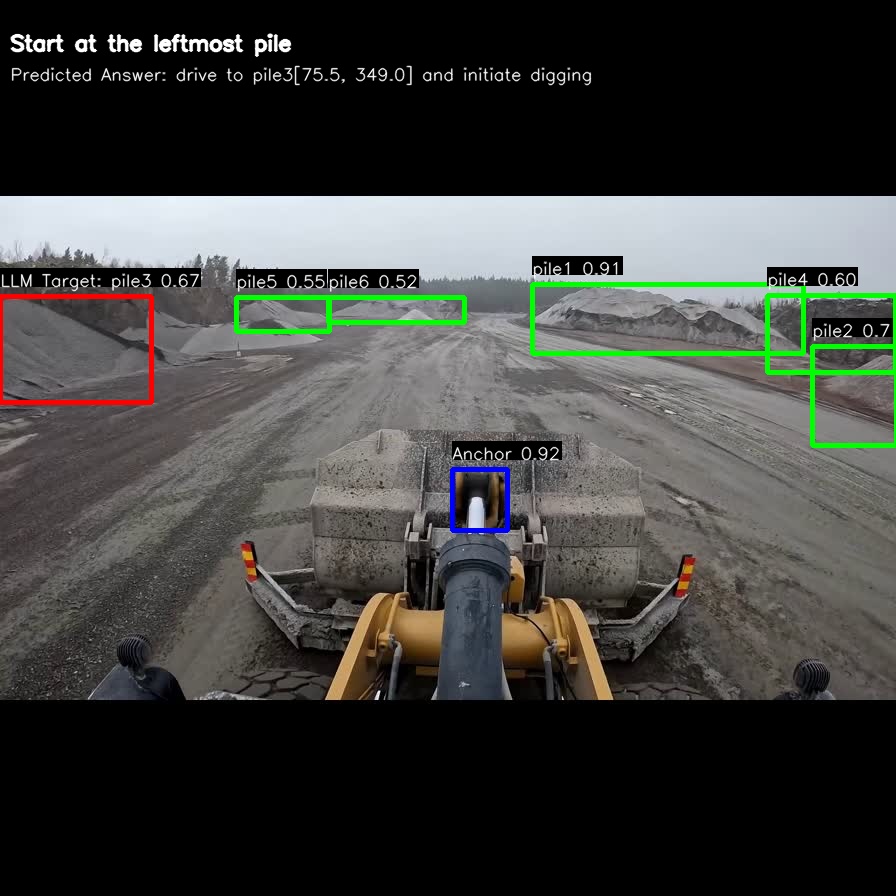 Start at the leftmost pile
Predicted Answer: drive to pile3[75.5, 349.0] and initiate digging
pile1 0.91
LLM Target: pile3 0.67
pile5 0.55
pile6 0.52
pile4 0.60
pile2 0.7
Anchor 0.92